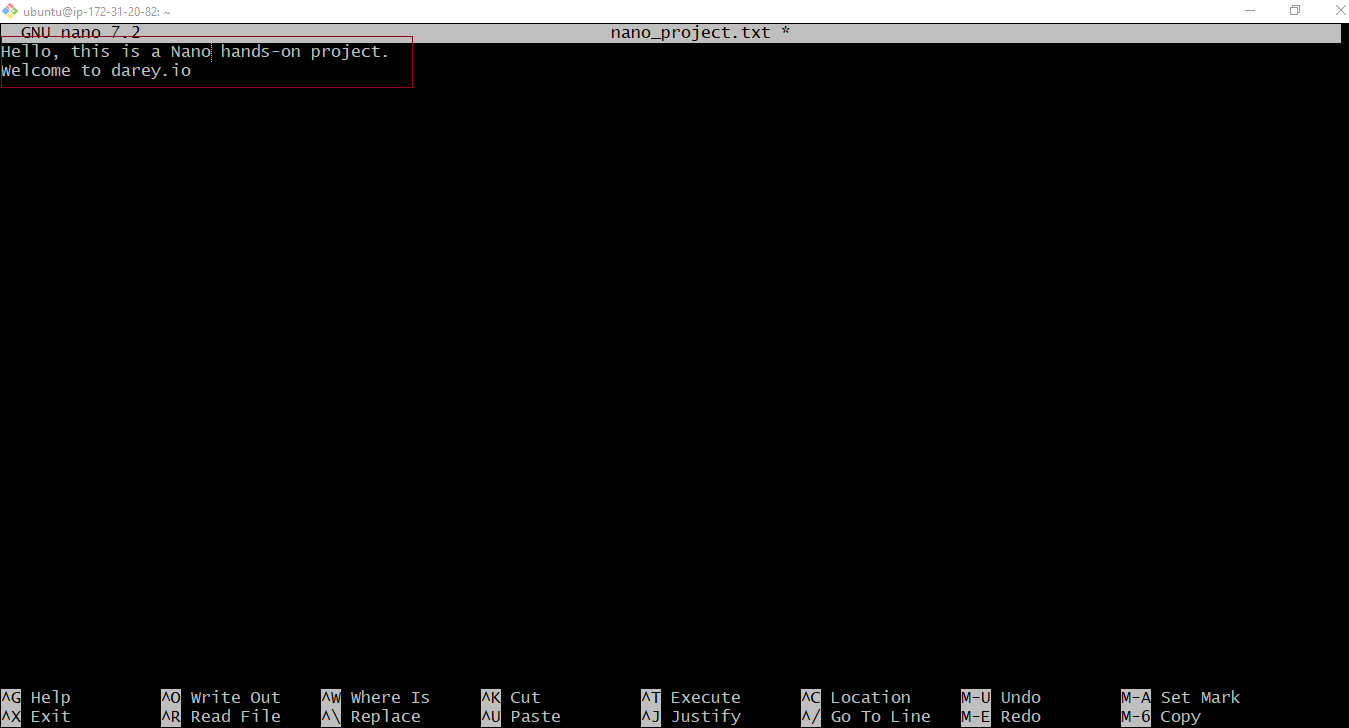 ubuntu@ip-172-31-20-82: ~
GNU nano 7.2 nano_project.txt *
Hello, this is a Nano hands-on project.
Welcome to darey.io
^G Help ^O Write Out ^W Where Is ^K Cut ^T Execute ^C Location M-U Undo M-A Set Mark
^X Exit ^R Read File ^\ Replace ^U Paste ^J Justify ^/ Go To Line M-E Redo M-6 Copy